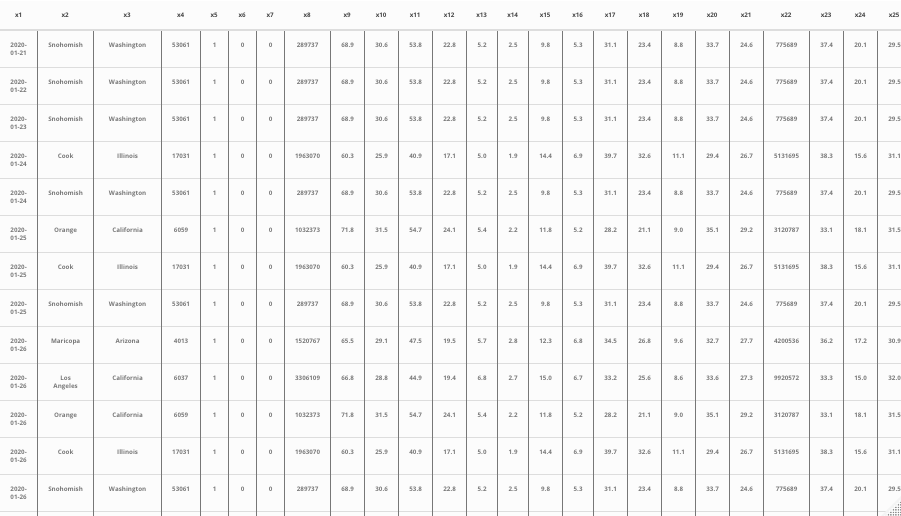 x1 x2 x3 x4 x5 x6 x7 x8 x9 x10 x11 x12 x13 x14 x15 x16 x17 x18 x19 x20 x21 x22 x23 x24 x25
2020-01-21 Snohomish Washington 53061 1 0 0 289737 68.9 30.6 53.8 22.8 5.2 2.5 9.8 5.3 31.1 23.4 8.8 33.7 24.6 775689 37.4 20.1 29.5
2020-01-22 Snohomish Washington 53061 1 0 0 289737 68.9 30.6 53.8 22.8 5.2 2.5 9.8 5.3 31.1 23.4 8.8 33.7 24.6 775689 37.4 20.1 29.5
2020-01-23 Snohomish Washington 53061 1 0 0 289737 68.9 30.6 53.8 22.8 5.2 2.5 9.8 5.3 31.1 23.4 8.8 33.7 24.6 775689 37.4 20.1 29.5
2020-01-24 Cook Illinois 17031 1 0 0 1963070 60.3 25.9 40.9 17.1 5.0 1.9 14.4 6.9 39.7 32.6 11.1 29.4 26.7 5131695 38.3 15.6 31.1
2020-01-24 Snohomish Washington 53061 1 0 0 289737 68.9 30.6 53.8 22.8 5.2 2.5 9.8 5.3 31.1 23.4 8.8 33.7 24.6 775689 37.4 20.1 29.5
2020-01-25 Orange California 6059 1 0 0 1032373 71.8 31.5 54.7 24.1 5.4 2.2 11.8 5.2 28.2 21.1 9.0 35.1 29.2 3120787 33.1 18.1 31.5
2020-01-25 Cook Illinois 17031 1 0 0 1963070 60.3 25.9 40.9 17.1 5.0 1.9 14.4 6.9 39.7 32.6 11.1 29.4 26.7 5131695 38.3 15.6 31.1
2020-01-25 Snohomish Washington 53061 1 0 0 289737 68.9 30.6 53.8 22.8 5.2 2.5 9.8 5.3 31.1 23.4 8.8 33.7 24.6 775689 37.4 20.1 29.5
2020-01-26 Maricopa Arizona 4013 1 0 0 1520767 65.5 29.1 47.5 19.5 5.7 2.8 12.3 6.8 34.5 26.8 9.6 32.7 27.7 4200536 36.2 17.2 30.9
2020-01-26 Los Angeles California 6037 1 0 0 3306109 66.8 28.8 44.9 19.4 6.8 2.7 15.0 6.7 33.2 25.6 8.6 33.6 27.3 9920572 33.3 15.0 32.0
2020-01-26 Orange California 6059 1 0 0 1032373 71.8 31.5 54.7 24.1 5.4 2.2 11.8 5.2 28.2 21.1 9.0 35.1 29.2 3120787 33.1 18.1 31.5
2020-01-26 Cook Illinois 17031 1 0 0 1963070 60.3 25.9 40.9 17.1 5.0 1.9 14.4 6.9 39.7 32.6 11.1 29.4 26.7 5131695 38.3 15.6 31.1
2020-01-26 Snohomish Washington 53061 1 0 0 289737 68.9 30.6 53.8 22.8 5.2 2.5 9.8 5.3 31.1 23.4 8.8 33.7 24.6 775689 37.4 20.1 29.5